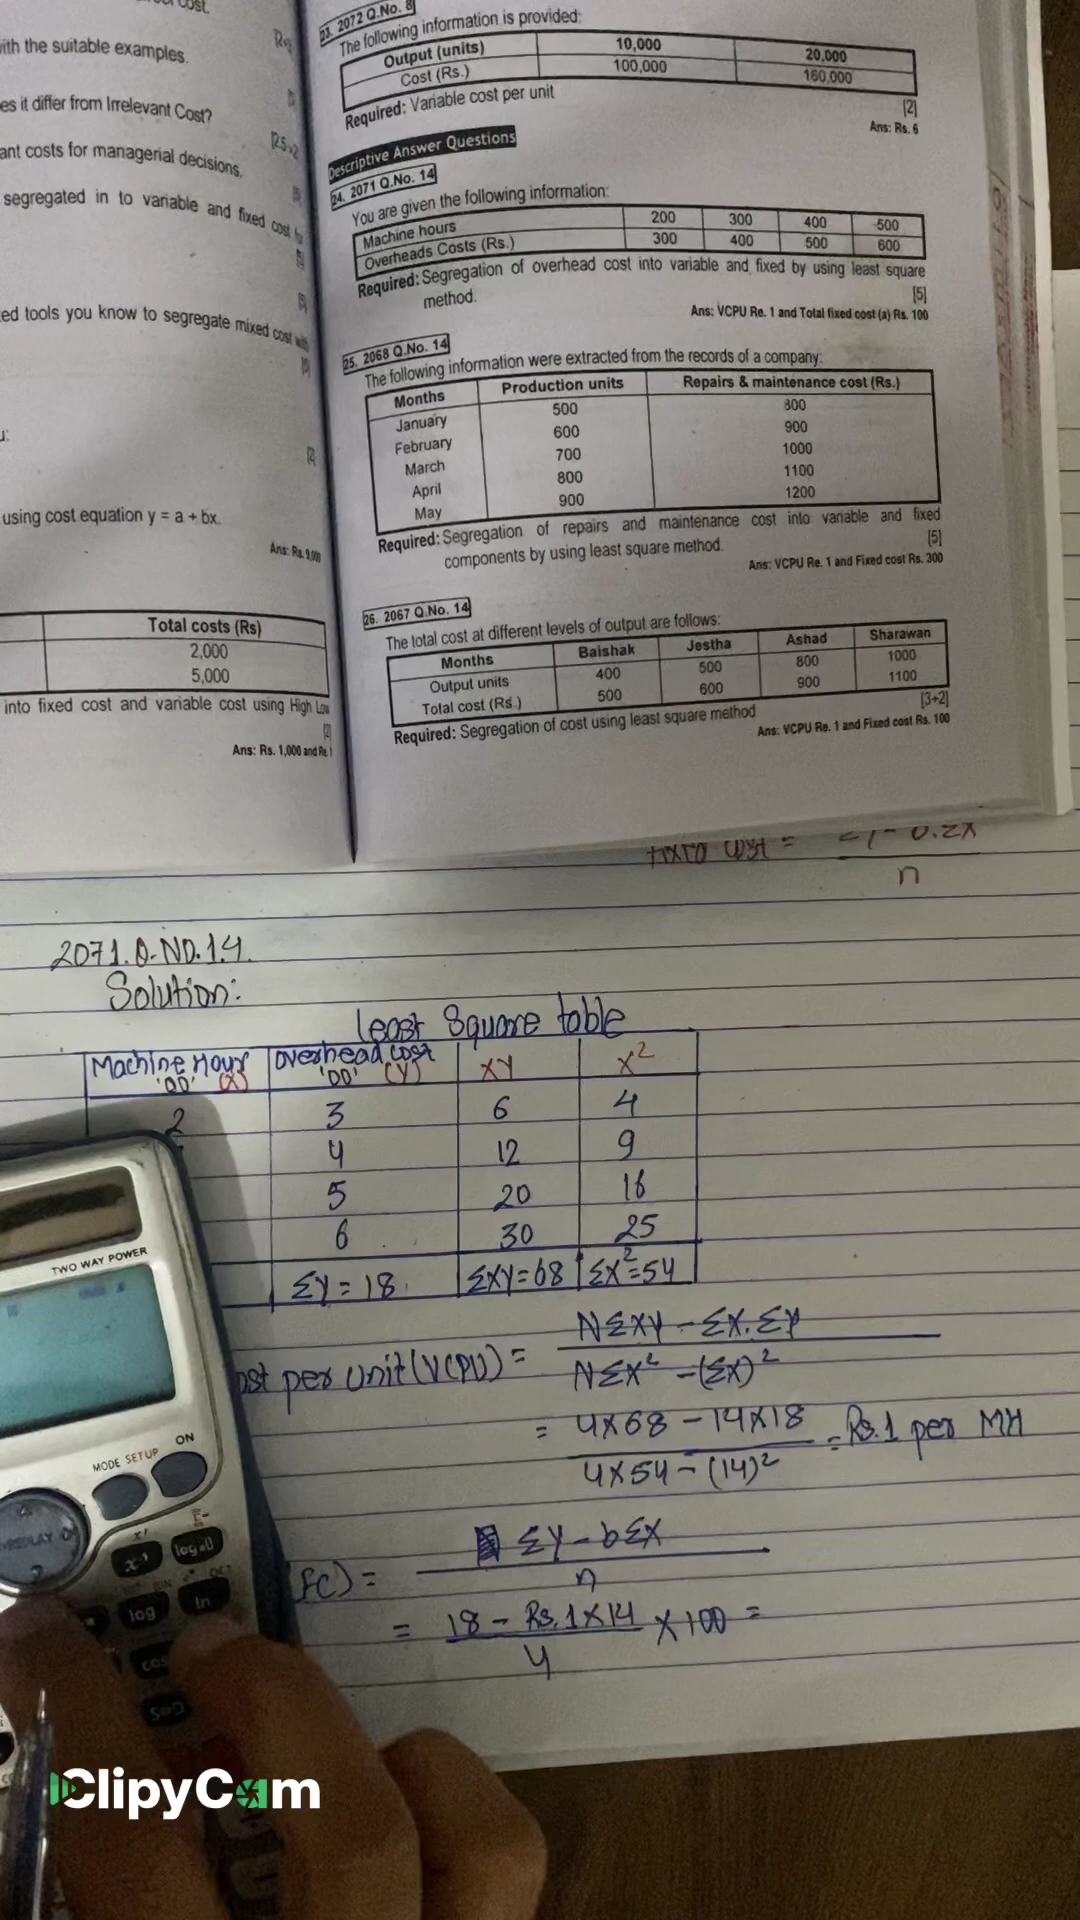 ith the suitable examples.
es it differ from Irrelevant Cost?
ant costs for managerial decisions.
segregated in to variable and fixed cost
ed tools you know to segregate mixed cost with
using cost equation y = a + bx.
Ans: Rs. 9,000
Total costs (Rs)
2,000
5,000
into fixed cost and variable cost using High Low
[2]
Ans: Rs. 1,000 and Re. 1
23. 2072 Q.No. 8
The following information is provided:
Output (units) 10,000 20,000
Cost (Rs.) 100,000 160,000
Required: Variable cost per unit
[2]
Ans: Rs. 6
Descriptive Answer Questions
24. 2071 Q.No. 14
You are given the following information:
Machine hours 200 300 400 500
Overheads Costs (Rs.) 300 400 500 600
Required: Segregation of overhead cost into variable and fixed by using least square
method.
[5]
Ans: VCPU Re. 1 and Total fixed cost (a) Rs. 100
25. 2068 Q.No. 14
The following information were extracted from the records of a company:
Months Production units Repairs & maintenance cost (Rs.)
January 500 800
February 600 900
March 700 1000
April 800 1100
May 900 1200
Required: Segregation of repairs and maintenance cost into variable and fixed
components by using least square method.
[5]
Ans: VCPU Re. 1 and Fixed cost Rs. 300
26. 2067 Q.No. 14
The total cost at different levels of output are follows:
Months Baishak Jestha Ashad Sharawan
Output units 400 500 800 1000
Total cost (Rs.) 500 600 900 1100
Required: Segregation of cost using least square method
[3+2]
Ans: VCPU Re. 1 and Fixed cost Rs. 100
n
2071.Q.NO.14.
Solution:
least square table
Machine Hour '00' (X) overhead cost '00' (Y) XY X²
2 3 6 4
4 12 9
5 20 16
6 30 25
ΣY = 18 ΣXY=68 ΣX²=54
ost per unit (VCPU) = NΣXY - ΣX.ΣY
NΣX² - (ΣX)²
= 4X68 - 14X18 = Rs.1 per MH
4X54 - (14)²
(FC) = ΣY - bΣX
n
= 18 - Rs.1X14 X100 =
4
TWO WAY POWER
MODE SETUP ON
REPLAY
log
ln
cos
ClipyCam